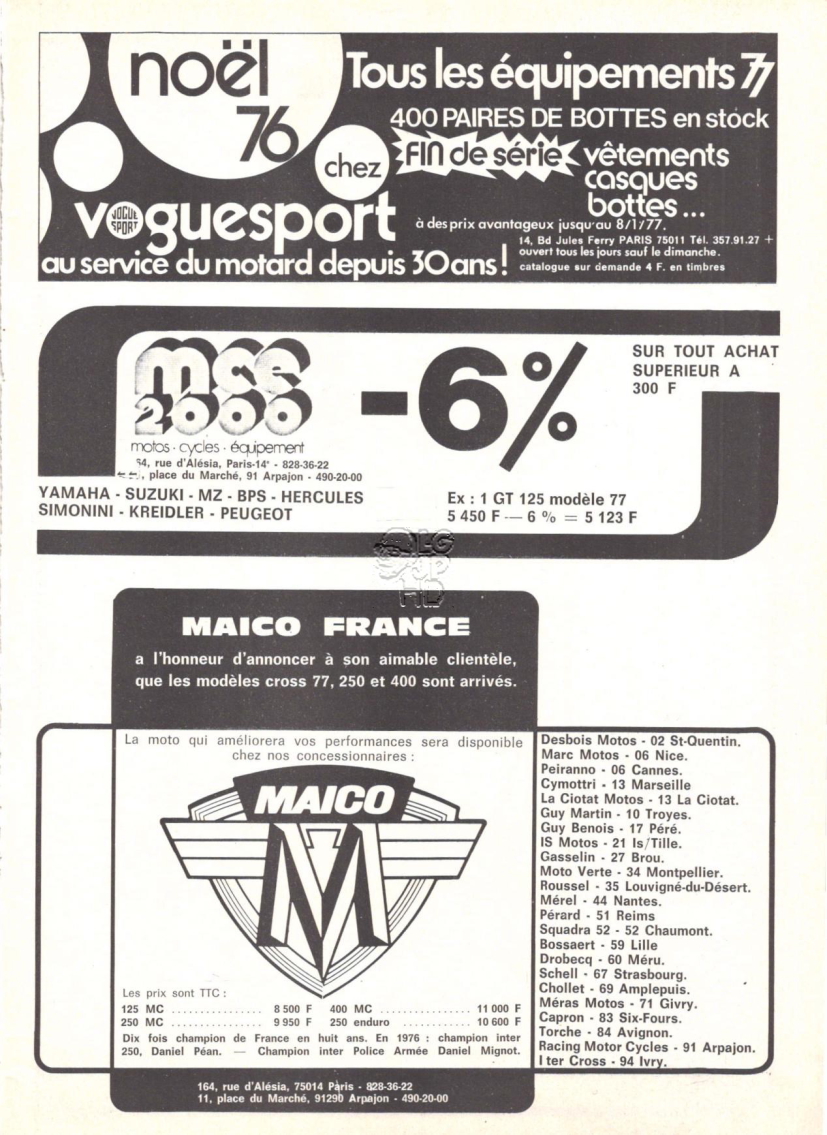 noël
76
chez
Tous les équipements 77
400 PAIRES DE BOTTES en stock
FIN de série
vêtements
casques
bottes ...
VOGUE
SPORT
voguesport
à des prix avantageux jusqu'au 8/1/77.
14, Bd Jules Ferry PARIS 75011 Tél. 357.91.27 +
ouvert tous les jours sauf le dimanche.
catalogue sur demande 4 F. en timbres
au service du motard depuis 30 ans !
mce
2000
motos - cycles - équipement
64, rue d'Alésia, Paris-14e - 828-36-22
place du Marché, 91 Arpajon - 490-20-00
-6%
SUR TOUT ACHAT
SUPERIEUR A
300 F
YAMAHA - SUZUKI - MZ - BPS - HERCULES
SIMONINI - KREIDLER - PEUGEOT
Ex : 1 GT 125 modèle 77
5 450 F -— 6 % = 5 123 F
MAICO FRANCE
a l'honneur d'annoncer à son aimable clientèle,
que les modèles cross 77, 250 et 400 sont arrivés.
La moto qui améliorera vos performances sera disponible
chez nos concessionnaires :
MAICO
M
Les prix sont TTC :
125 MC ................ 8 500 F 400 MC .................... 11 000 F
250 MC ................ 9 950 F 250 enduro ............ 10 600 F
Dix fois champion de France en huit ans. En 1976 : champion inter
250, Daniel Péan. — Champion inter Police Armée Daniel Mignot.
164, rue d'Alésia, 75014 Paris - 828-36-22
11, place du Marché, 91290 Arpajon - 490-20-00
Desbois Motos - 02 St-Quentin.
Marc Motos - 06 Nice.
Peiranno - 06 Cannes.
Cymottri - 13 Marseille
La Ciotat Motos - 13 La Ciotat.
Guy Martin - 10 Troyes.
Guy Benois - 17 Péré.
IS Motos - 21 Is/Tille.
Gasselin - 27 Brou.
Moto Verte - 34 Montpellier.
Roussel - 35 Louvigné-du-Désert.
Mérel - 44 Nantes.
Pérard - 51 Reims
Squadra 52 - 52 Chaumont.
Bossaert - 59 Lille
Drobecq - 60 Méru.
Schell - 67 Strasbourg.
Chollet - 69 Amplepuis.
Méras Motos - 71 Givry.
Capron - 83 Six-Fours.
Torche - 84 Avignon.
Racing Motor Cycles - 91 Arpajon.
I ter Cross - 94 Ivry.